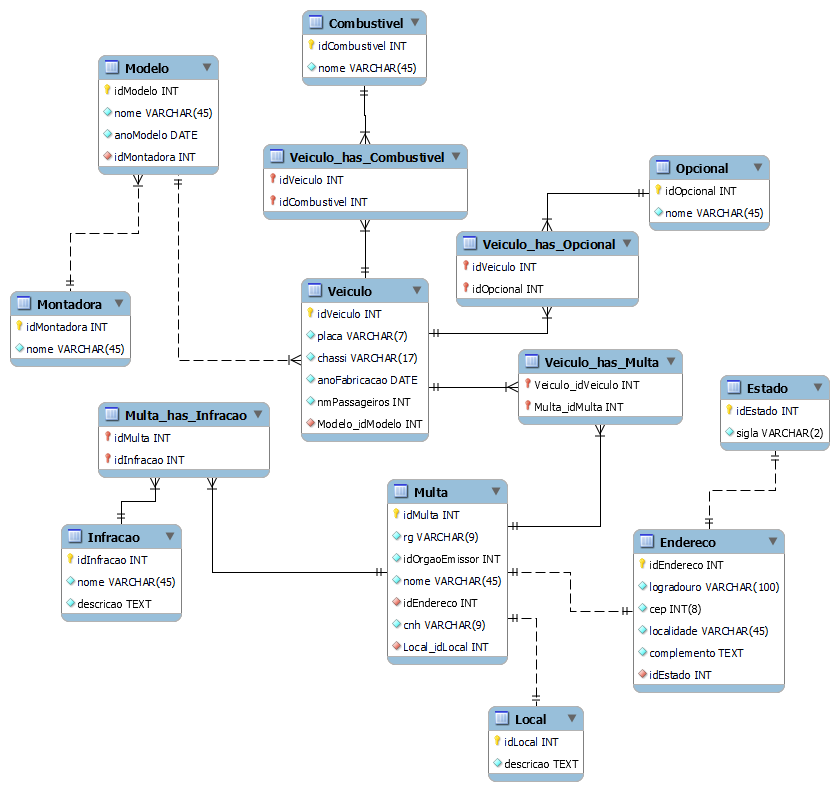 Combustivel
idCombustivel INT
nome VARCHAR(45)
Modelo
idModelo INT
nome VARCHAR(45)
anoModelo DATE
idMontadora INT
Veiculo_has_Combustivel
idVeiculo INT
idCombustivel INT
Opcional
idOpcional INT
nome VARCHAR(45)
Veiculo_has_Opcional
idVeiculo INT
idOpcional INT
Montadora
idMontadora INT
nome VARCHAR(45)
Veiculo
idVeiculo INT
placa VARCHAR(7)
chassi VARCHAR(17)
anoFabricacao DATE
nmPassageiros INT
Modelo_idModelo INT
Veiculo_has_Multa
Veiculo_idVeiculo INT
Multa_idMulta INT
Estado
idEstado INT
sigla VARCHAR(2)
Multa_has_Infracao
idMulta INT
idInfracao INT
Multa
idMulta INT
rg VARCHAR(9)
idOrgaoEmissor INT
nome VARCHAR(45)
idEndereco INT
cnh VARCHAR(9)
Local_idLocal INT
Infracao
idInfracao INT
nome VARCHAR(45)
descricao TEXT
Endereco
idEndereco INT
logradouro VARCHAR(100)
cep INT(8)
localidade VARCHAR(45)
complemento TEXT
idEstado INT
Local
idLocal INT
descricao TEXT